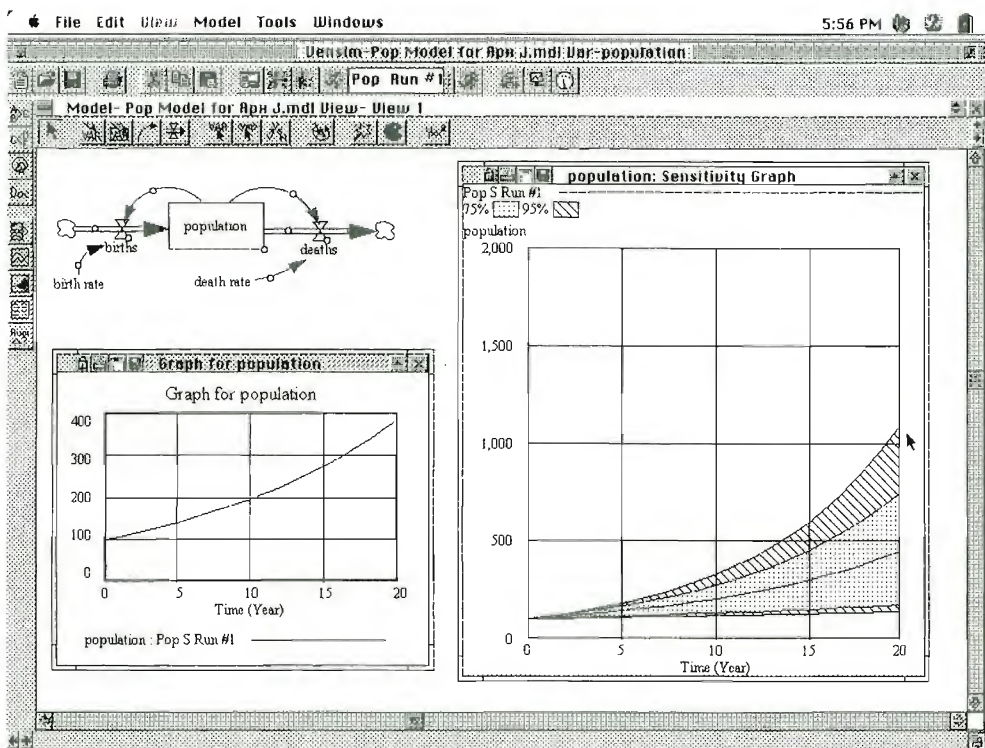 File Edit View Model Tools Windows 5:56 PM
Vensim-Pop Model for Apx J.mdl Var-population
Pop Run #1
Model- Pop Model for Apx J.mdl View- View 1
population: Sensitivity Graph
Pop S Run #1
75% 95%
population
2,000
1,500
1,000
500
0
0 5 10 15 20
Time (Year)
population
births
deaths
birth rate
death rate
Graph for population
Graph for population
400
300
200
100
0
0 5 10 15 20
Time (Year)
population : Pop S Run #1